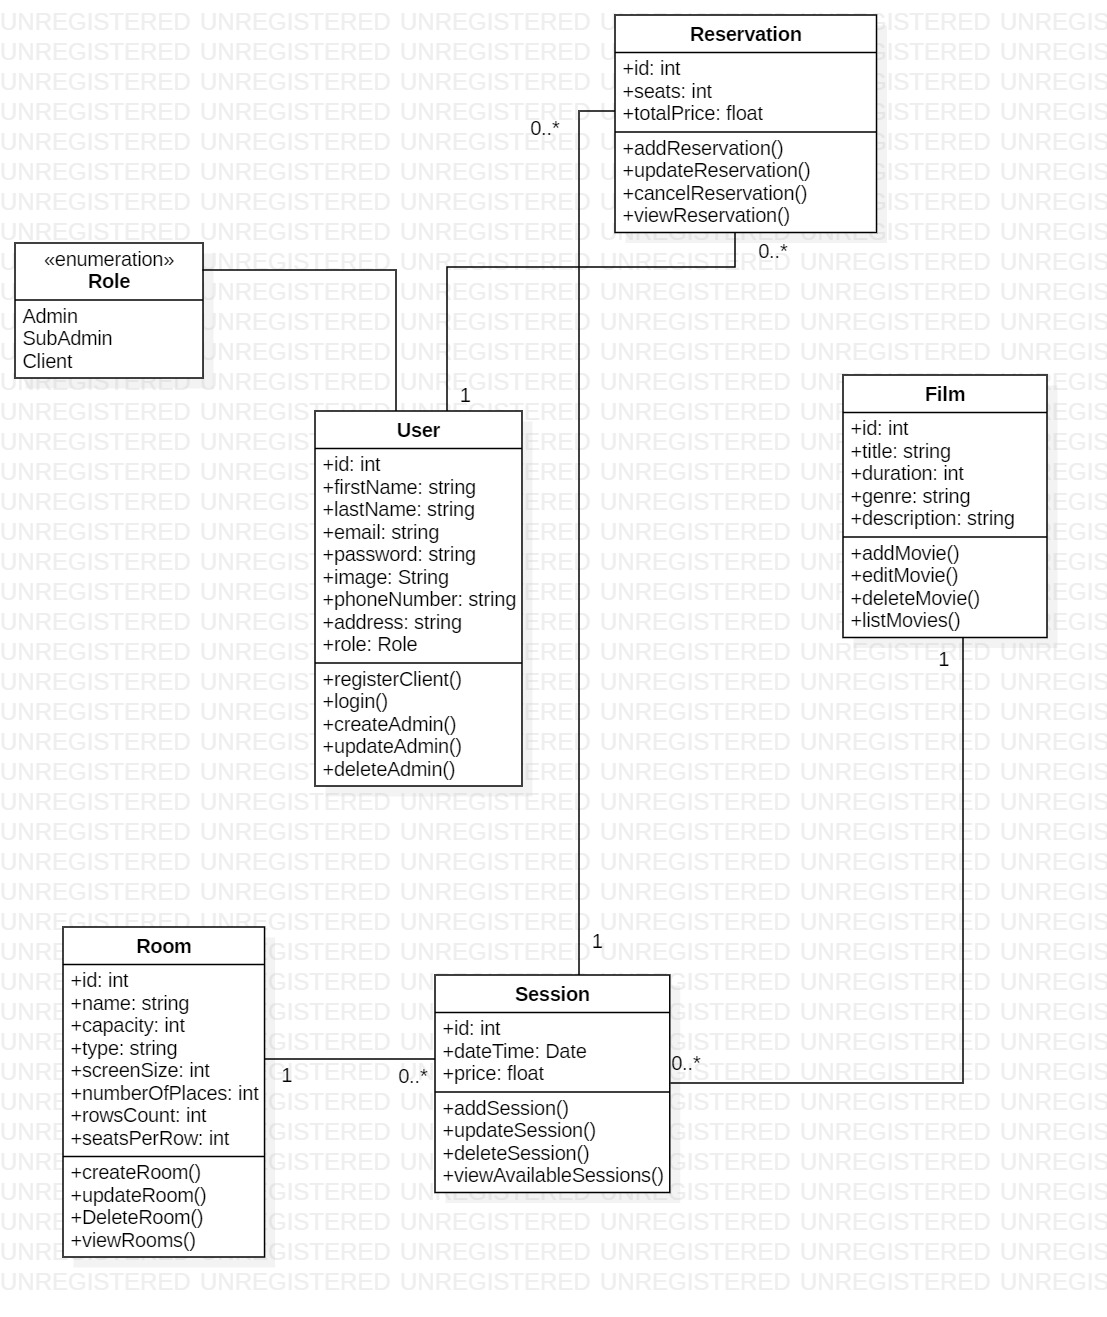 Reservation
+id: int
+seats: int
+totalPrice: float
+addReservation()
+updateReservation()
+cancelReservation()
+viewReservation()
0..*
0..*
«enumeration»
Role
Admin
SubAdmin
Client
1
User
+id: int
+firstName: string
+lastName: string
+email: string
+password: string
+image: String
+phoneNumber: string
+address: string
+role: Role
+registerClient()
+login()
+createAdmin()
+updateAdmin()
+deleteAdmin()
Film
+id: int
+title: string
+duration: int
+genre: string
+description: string
+addMovie()
+editMovie()
+deleteMovie()
+listMovies()
1
Room
+id: int
+name: string
+capacity: int
+type: string
+screenSize: int
+numberOfPlaces: int
+rowsCount: int
+seatsPerRow: int
+createRoom()
+updateRoom()
+DeleteRoom()
+viewRooms()
1
0..*
1
Session
+id: int
+dateTime: Date
+price: float
+addSession()
+updateSession()
+deleteSession()
+viewAvailableSessions()
0..*
UNREGISTERED